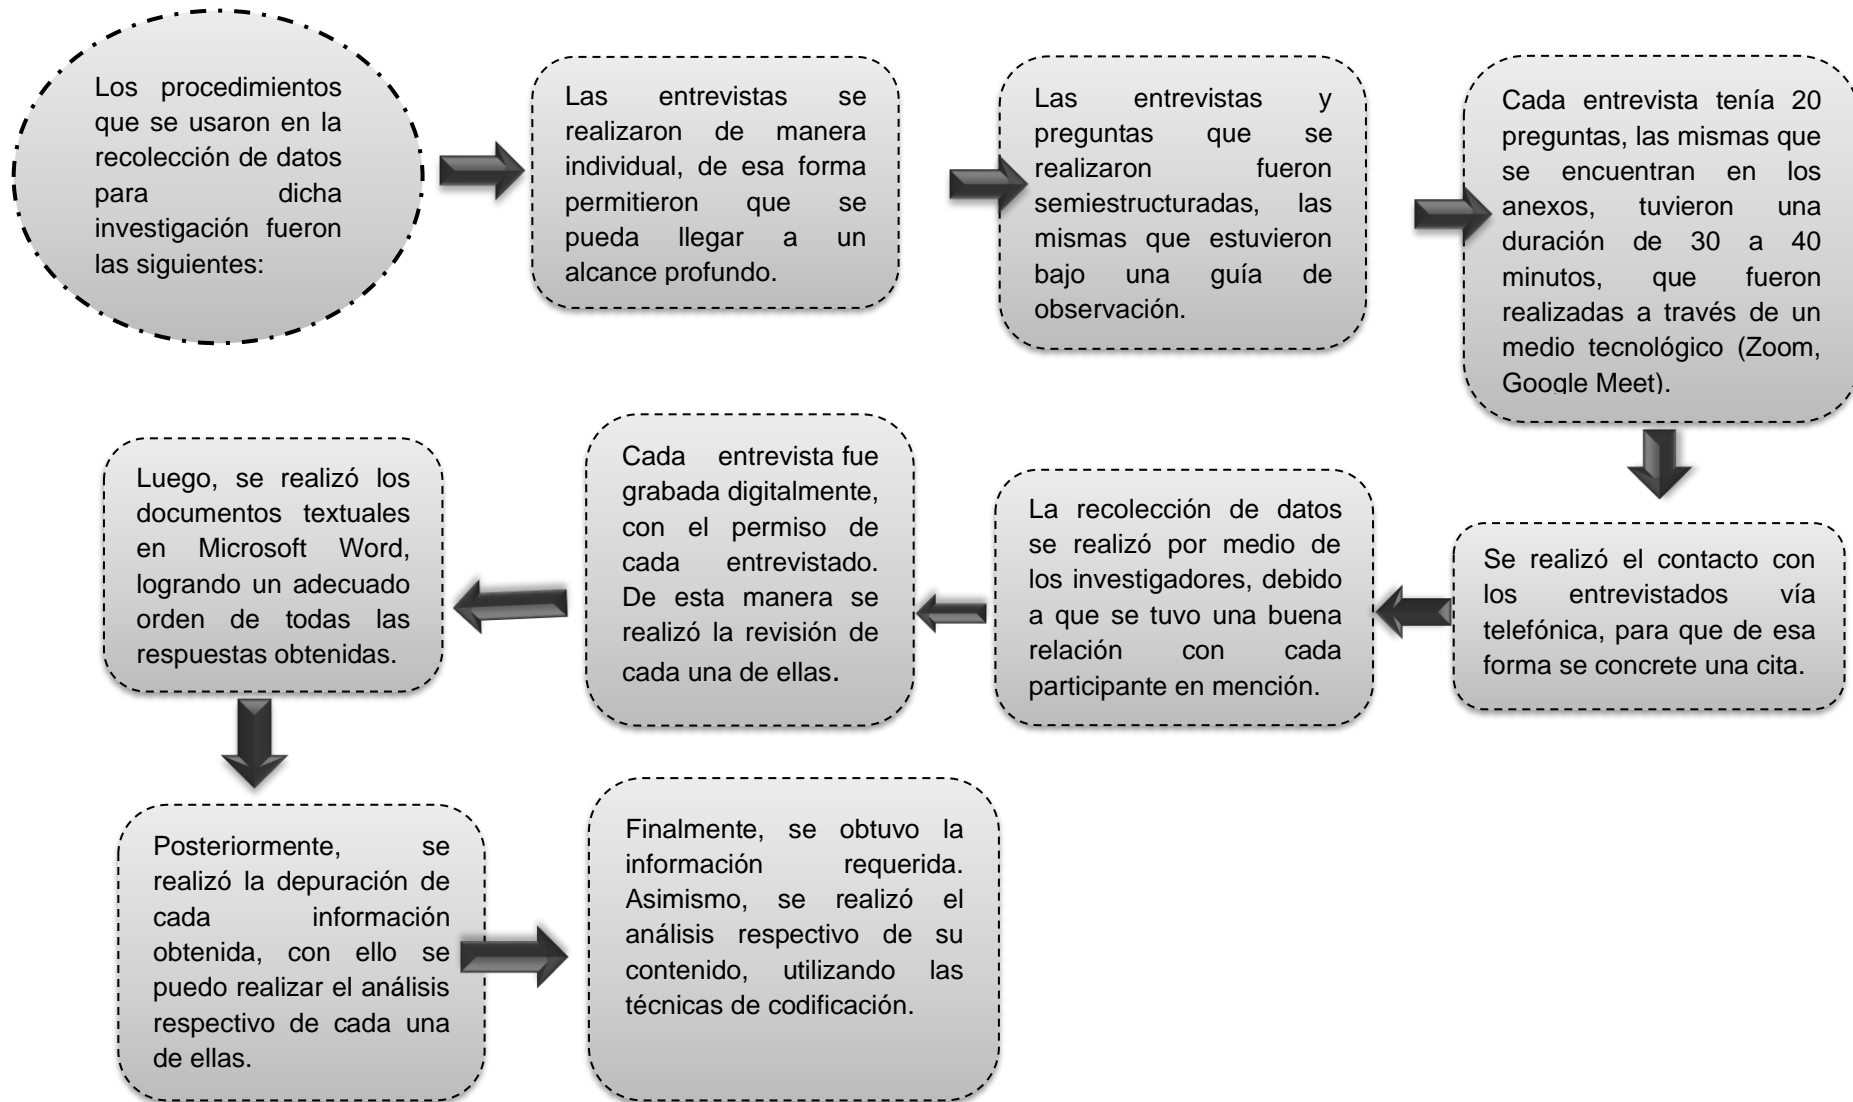 Los procedimientos
que se usaron en la
recolección de datos
para dicha
investigación fueron
las siguientes:
Las entrevistas se
realizaron de manera
individual, de esa forma
permitieron que se
pueda llegar a un
alcance profundo.
Las entrevistas y
preguntas que se
realizaron fueron
semiestructuradas, las
mismas que estuvieron
bajo una guía de
observación.
Cada entrevista tenía 20
preguntas, las mismas que
se encuentran en los
anexos, tuvieron una
duración de 30 a 40
minutos, que fueron
realizadas a través de un
medio tecnológico (Zoom,
Google Meet).
Se realizó el contacto con
los entrevistados vía
telefónica, para que de esa
forma se concrete una cita.
La recolección de datos
se realizó por medio de
los investigadores, debido
a que se tuvo una buena
relación con cada
participante en mención.
Cada entrevista fue
grabada digitalmente,
con el permiso de
cada entrevistado.
De esta manera se
realizó la revisión de
cada una de ellas.
Luego, se realizó los
documentos textuales
en Microsoft Word,
logrando un adecuado
orden de todas las
respuestas obtenidas.
Posteriormente, se
realizó la depuración de
cada información
obtenida, con ello se
puedo realizar el análisis
respectivo de cada una
de ellas.
Finalmente, se obtuvo la
información requerida.
Asimismo, se realizó el
análisis respectivo de su
contenido, utilizando las
técnicas de codificación.